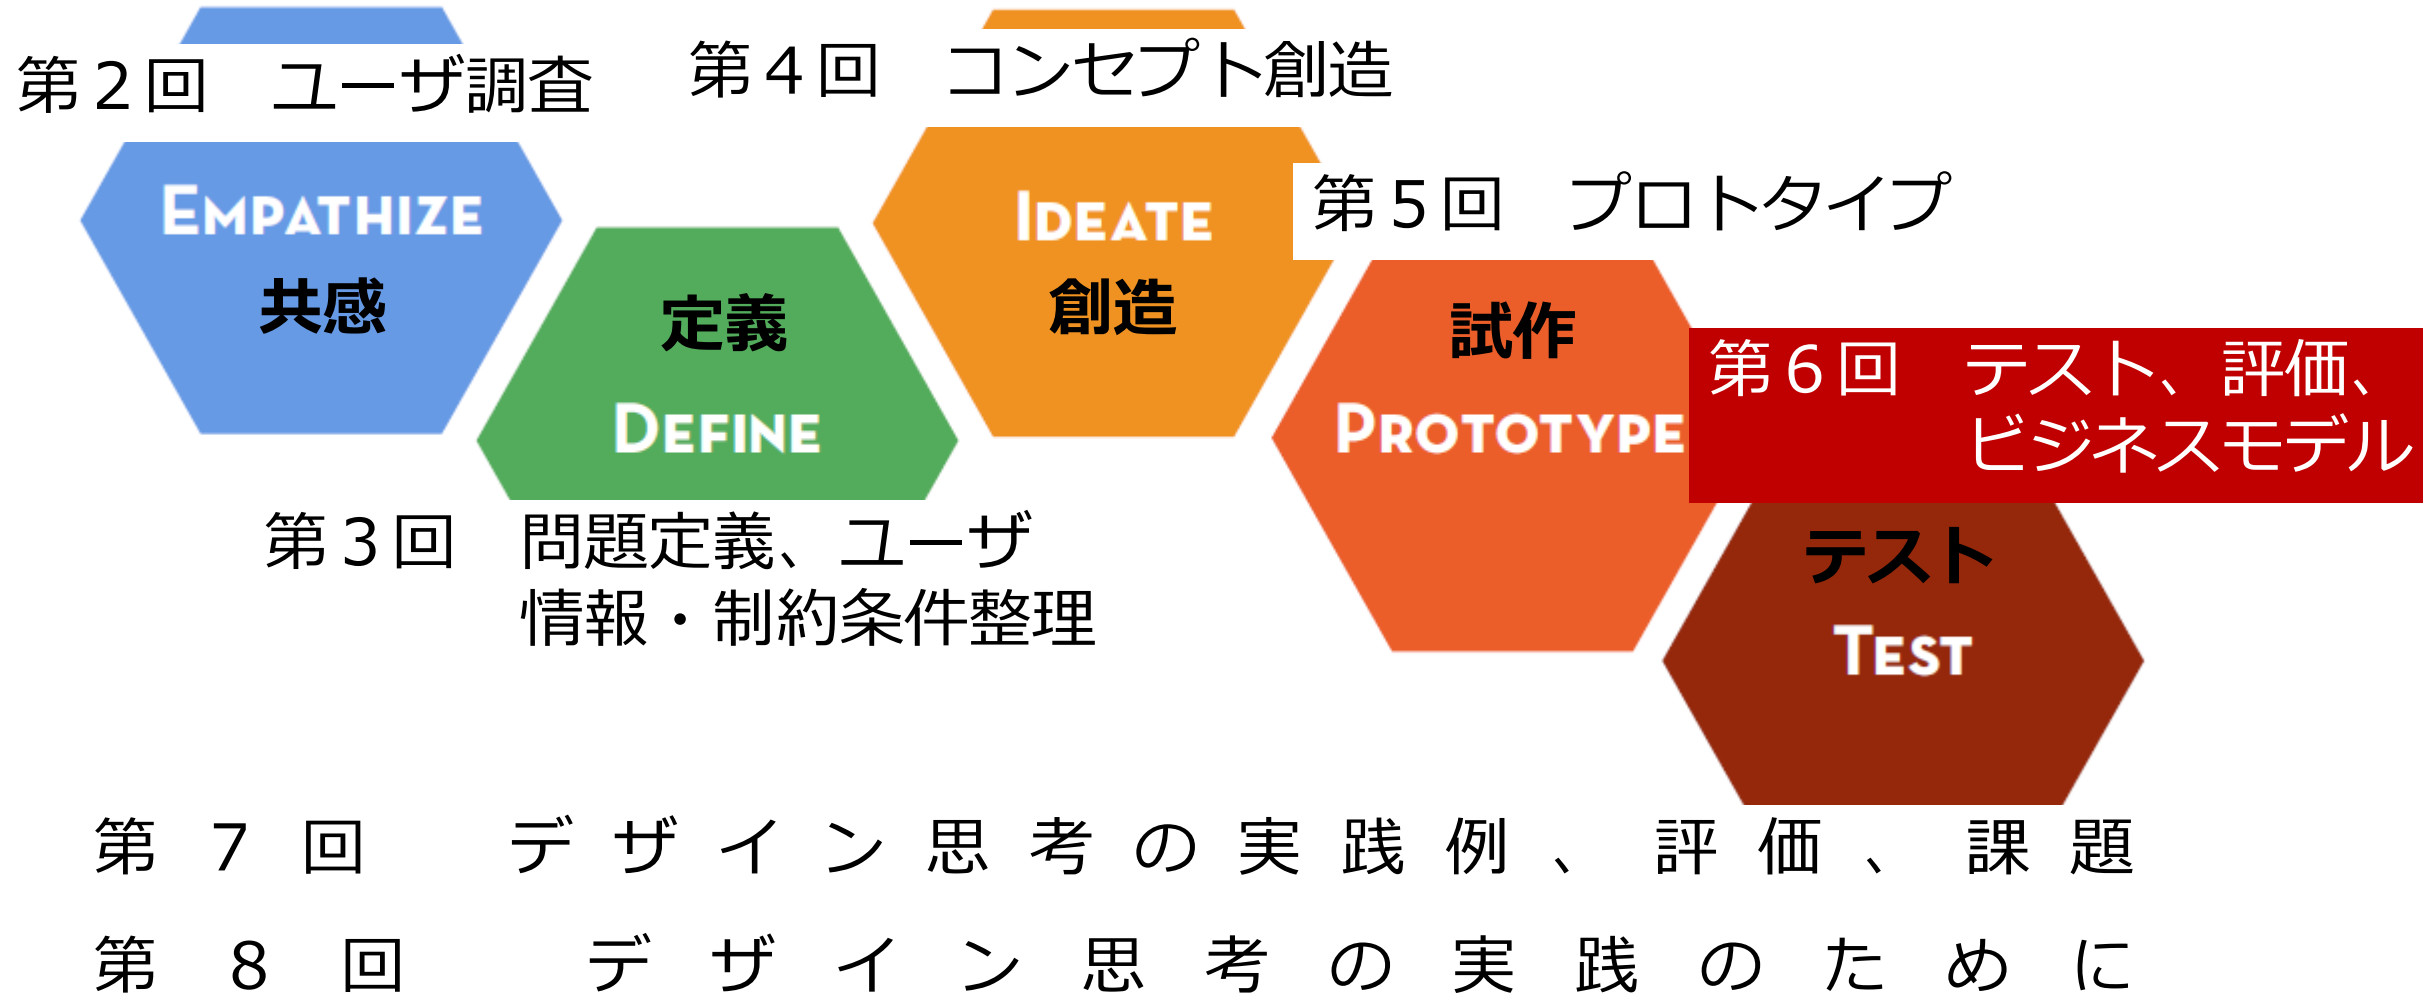 第2回　ユーザ調査
第4回　コンセプト創造
EMPATHIZE
共感
IDEATE
創造
第5回　プロトタイプ
定義
DEFINE
試作
PROTOTYPE
第6回　テスト、評価、
ビジネスモデル
第3回　問題定義、ユーザ
情報・制約条件整理
テスト
TEST
第7回　デザイン思考の実践例、評価、課題
第8回　デザイン思考の実践のために